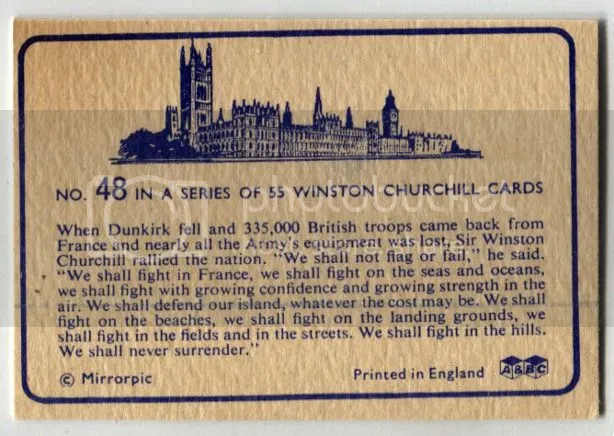 NO. 48 IN A SERIES OF 55 WINSTON CHURCHILL CARDS
When Dunkirk fell and 335,000 British troops came back from
France and nearly all the Army's equipment was lost, Sir Winston
Churchill rallied the nation. "We shall not flag or fail," he said.
"We shall fight in France, we shall fight on the seas and oceans,
we shall fight with growing confidence and growing strength in the
air. We shall defend our island, whatever the cost may be. We shall
fight on the beaches, we shall fight on the landing grounds, we
shall fight in the fields and in the streets. We shall fight in the hills.
We shall never surrender."
© Mirrorpic
Printed in England
A&BC
photobucket